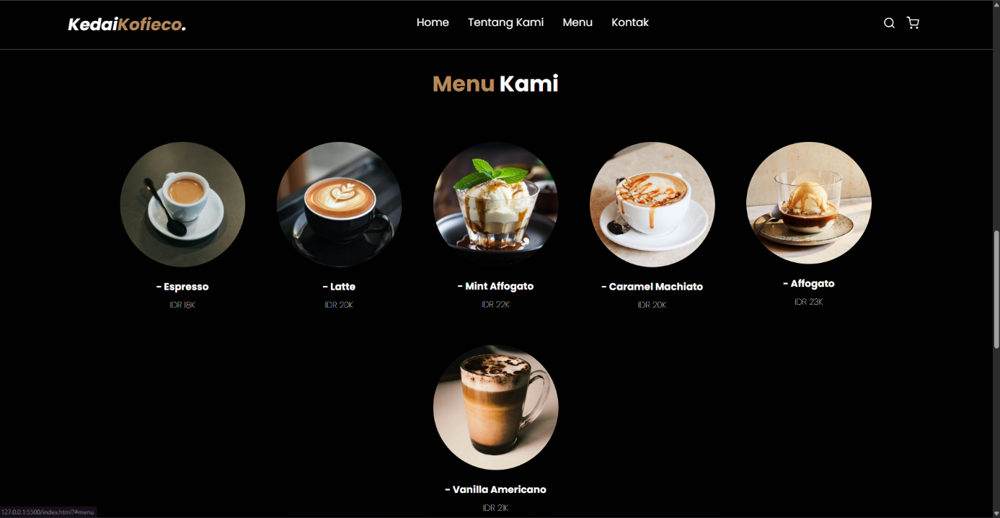 KedaiKofieco.
Home Tentang Kami Menu Kontak
Menu Kami
- Espresso
IDR 18K
- Latte
IDR 20K
- Mint Affogato
IDR 22K
- Caramel Machiato
IDR 20K
- Affogato
IDR 23K
- Vanilla Americano
IDR 21K
127.0.0.1:5500/index.html?#menu